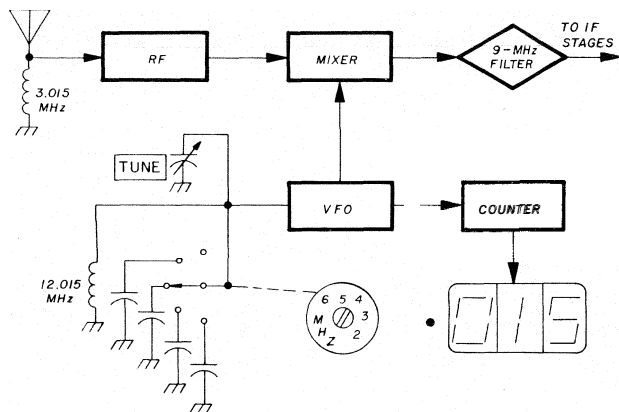 RF
MIXER
9-MHz
FILTER
TO IF
STAGES
3.015
MHz
TUNE
VFO
COUNTER
12.015
MHz
6 5 4
3
2
MHz
.015